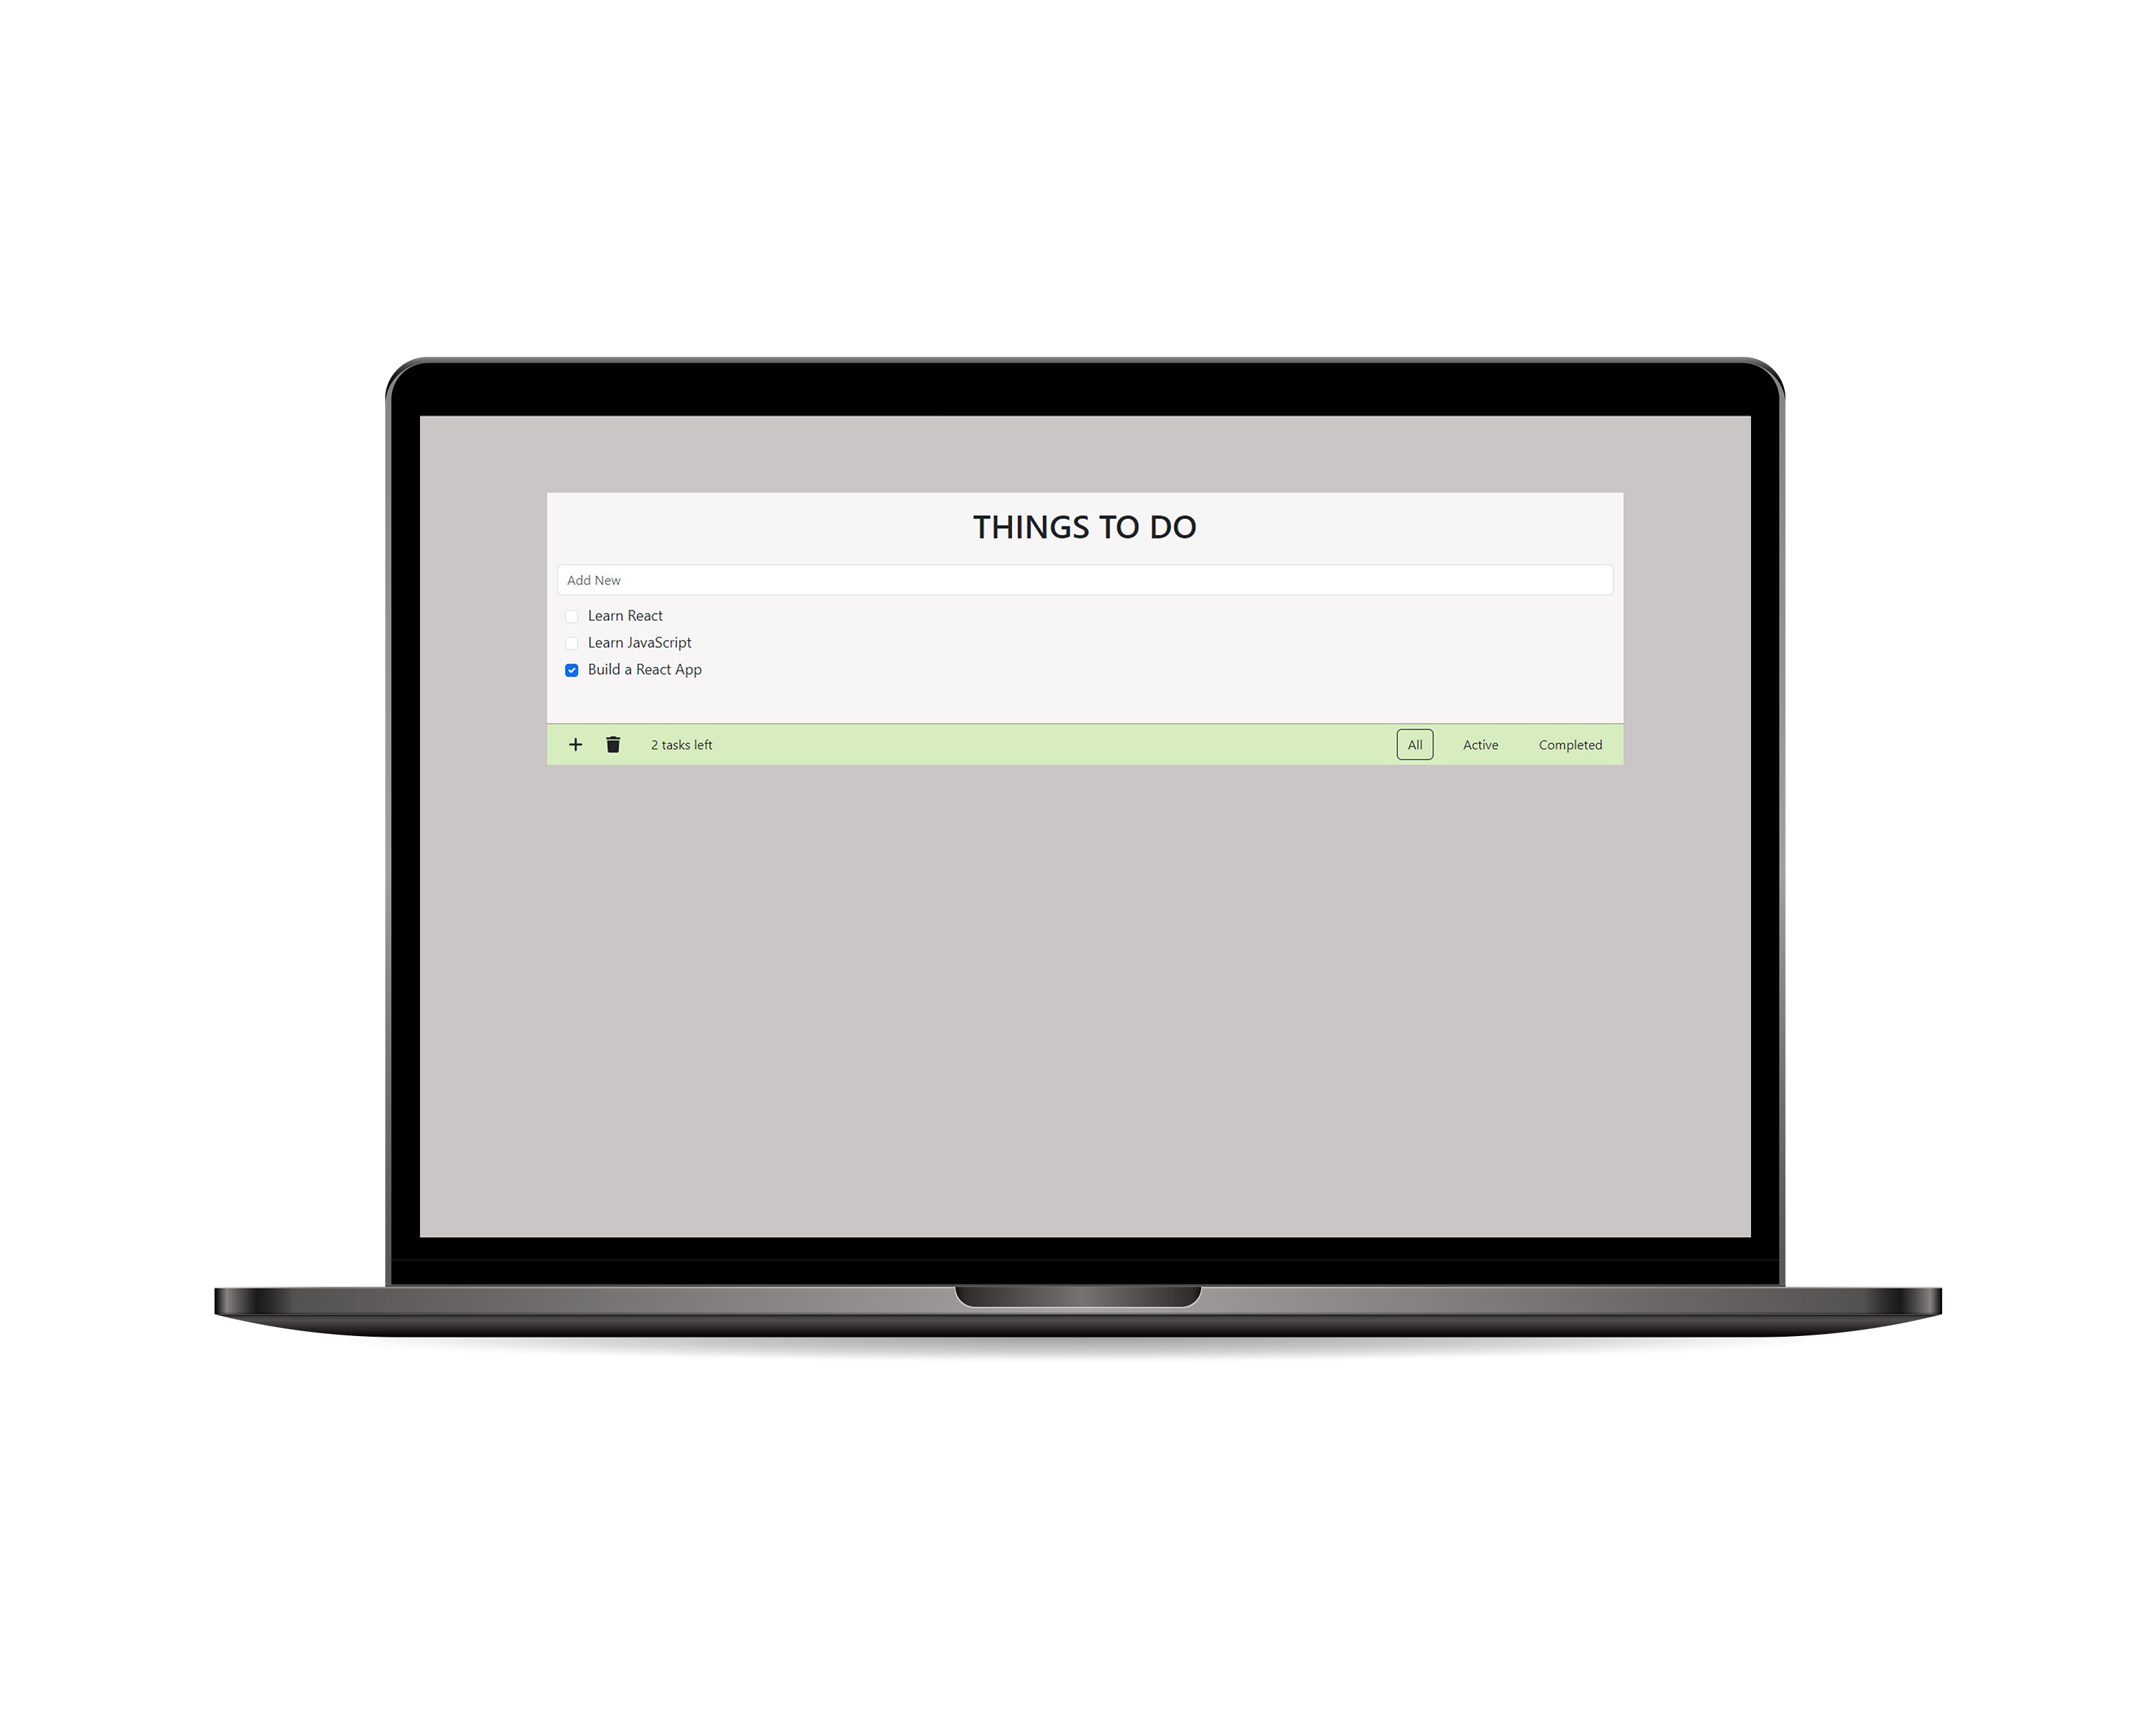 THINGS TO DO
Add New
Learn React
Learn JavaScript
Build a React App
2 tasks left All Active Completed